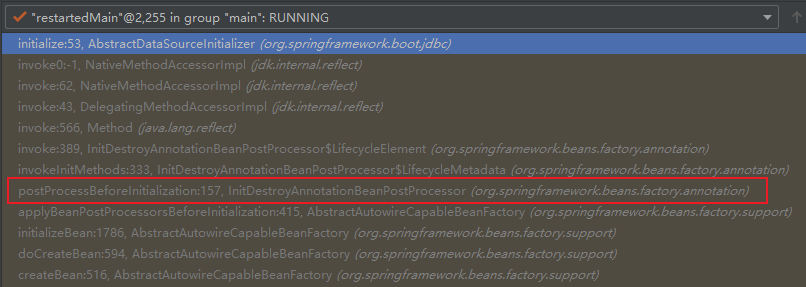 "restartedMain"@2,255 in group "main": RUNNING
initialize:53, AbstractDataSourceInitializer (org.springframework.boot.jdbc)
invoke0:-1, NativeMethodAccessorImpl (jdk.internal.reflect)
invoke:62, NativeMethodAccessorImpl (jdk.internal.reflect)
invoke:43, DelegatingMethodAccessorImpl (jdk.internal.reflect)
invoke:566, Method (java.lang.reflect)
invoke:389, InitDestroyAnnotationBeanPostProcessor$LifecycleElement (org.springframework.beans.factory.annotation)
invokeInitMethods:333, InitDestroyAnnotationBeanPostProcessor$LifecycleMetadata (org.springframework.beans.factory.annotation)
postProcessBeforeInitialization:157, InitDestroyAnnotationBeanPostProcessor (org.springframework.beans.factory.annotation)
applyBeanPostProcessorsBeforeInitialization:415, AbstractAutowireCapableBeanFactory (org.springframework.beans.factory.support)
initializeBean:1786, AbstractAutowireCapableBeanFactory (org.springframework.beans.factory.support)
doCreateBean:594, AbstractAutowireCapableBeanFactory (org.springframework.beans.factory.support)
createBean:516, AbstractAutowireCapableBeanFactory (org.springframework.beans.factory.support)